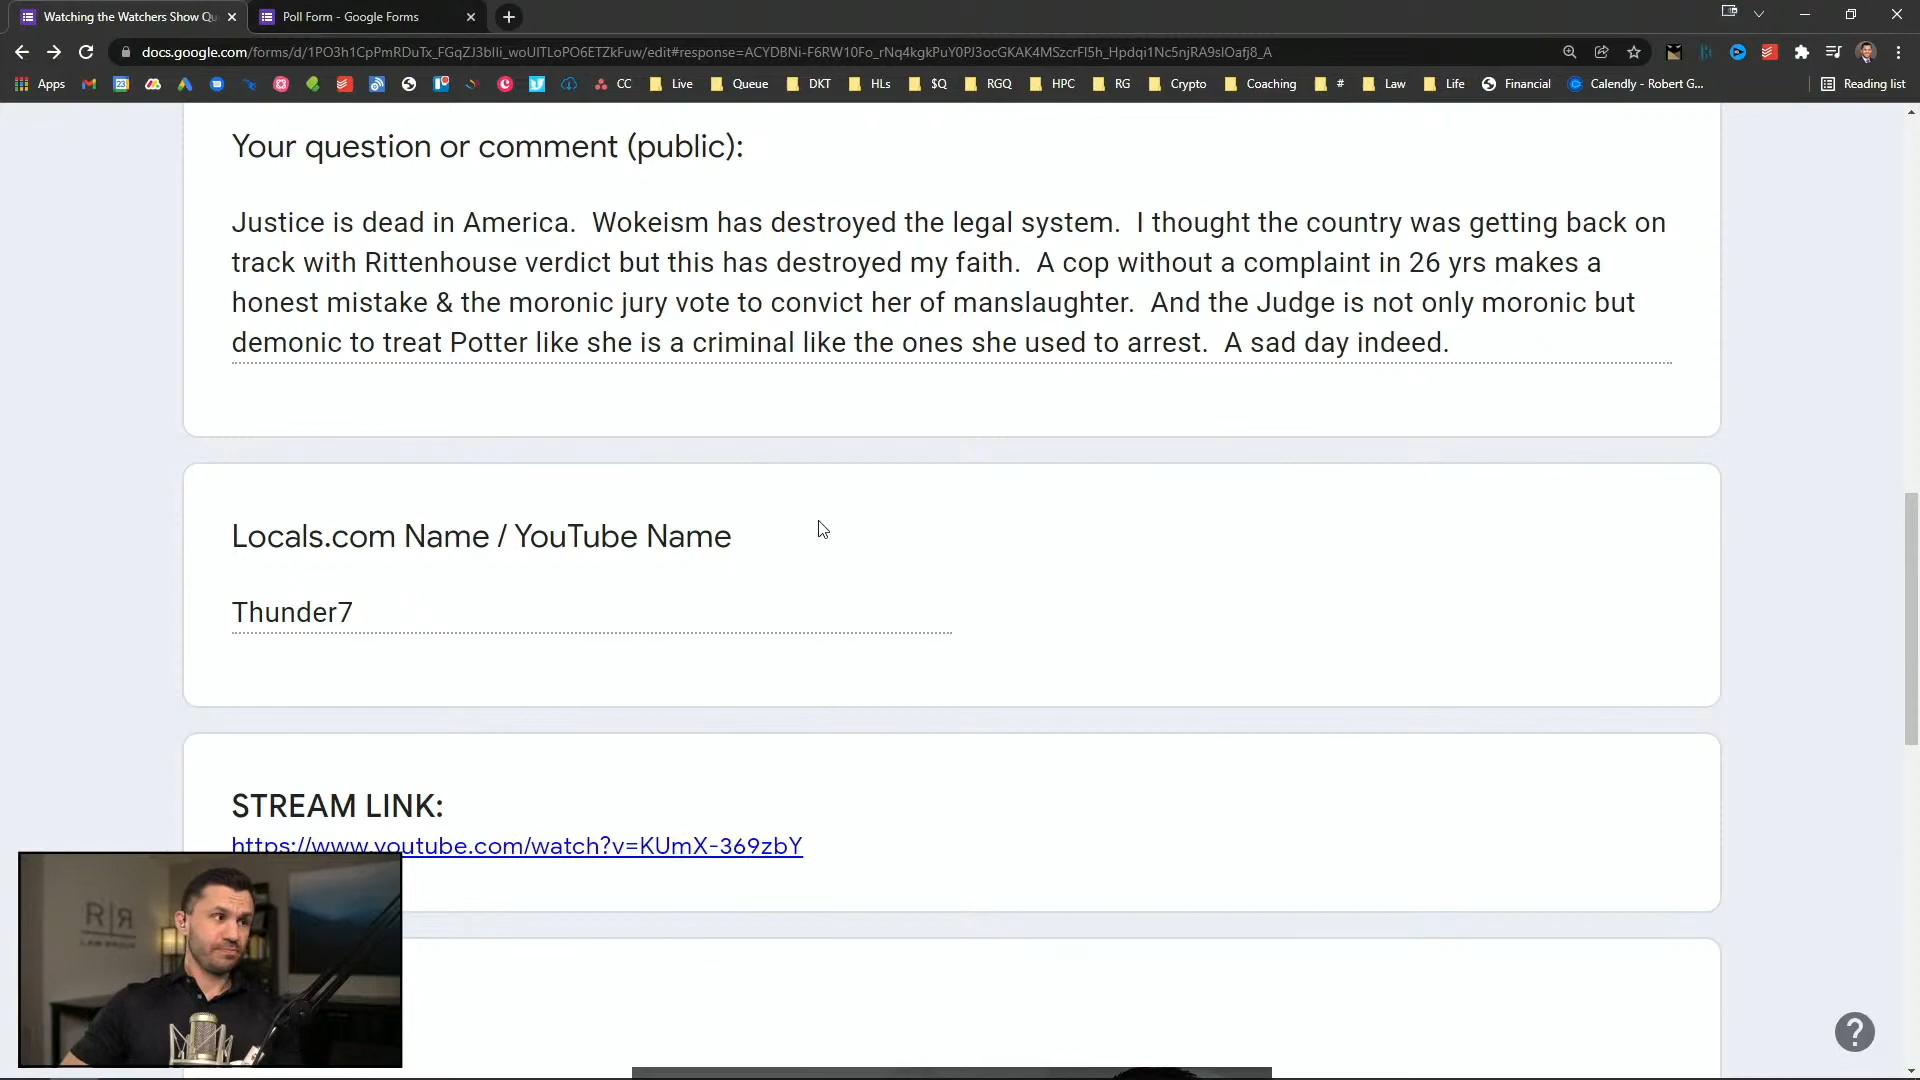 Watching the Watchers Show Qu
Poll Form - Google Forms
docs.google.com/forms/d/1PO3h1CpPmRDuTx_FGqZJ3bIIi_woUITLoPO6ETZkFuw/edit#response=ACYDBNi-F6RW10Fo_rNq4kgkPuY0PJ3ocGKAK4MSzcrFI5h_Hpdqi1Nc5njRA9slOafj8_A
Apps CC Live Queue DKT HLs $Q RGQ HPC RG Crypto Coaching # Law Life Financial Calendly - Robert G... Reading list
Your question or comment (public):
Justice is dead in America.  Wokeism has destroyed the legal system.  I thought the country was getting back on
track with Rittenhouse verdict but this has destroyed my faith.  A cop without a complaint in 26 yrs makes a
honest mistake & the moronic jury vote to convict her of manslaughter.  And the Judge is not only moronic but
demonic to treat Potter like she is a criminal like the ones she used to arrest.  A sad day indeed.
Locals.com Name / YouTube Name
Thunder7
STREAM LINK:
https://www.youtube.com/watch?v=KUmX-369zbY
R|R
LAW GROUP